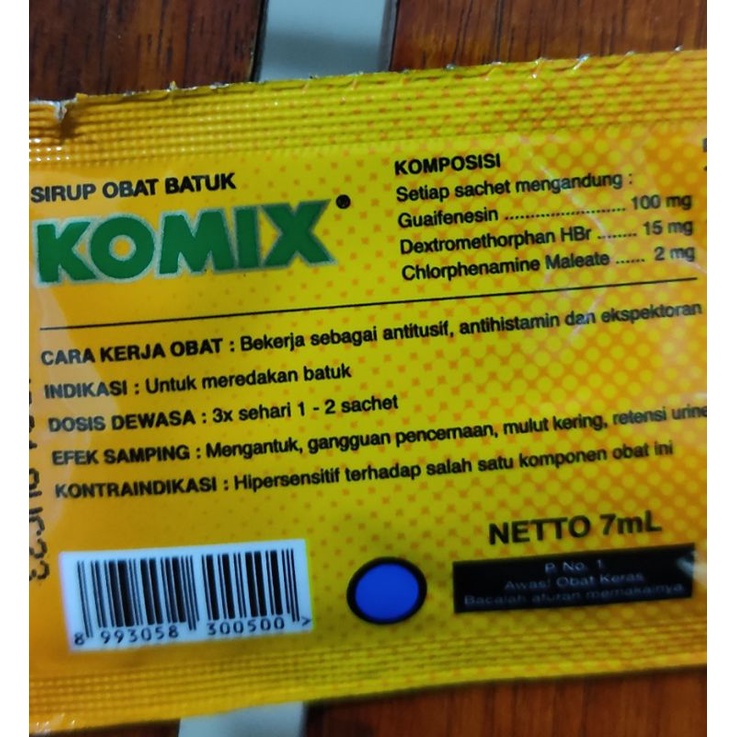 SIRUP OBAT BATUK
KOMIX
KOMPOSISI
Setiap sachet mengandung :
Guaifenesin ........................ 100 mg
Dextromethorphan HBr ........ 15 mg
Chlorphenamine Maleate ...... 2 mg
CARA KERJA OBAT : Bekerja sebagai antitusif, antihistamin dan ekspektoran
INDIKASI : Untuk meredakan batuk
DOSIS DEWASA : 3x sehari 1 - 2 sachet
EFEK SAMPING : Mengantuk, gangguan pencernaan, mulut kering, retensi urine
KONTRAINDIKASI : Hipersensitif terhadap salah satu komponen obat ini
NETTO 7mL
P. No. 1
Awas! Obat Keras
Bacalah aturan memakainya
8 993058 300500 >